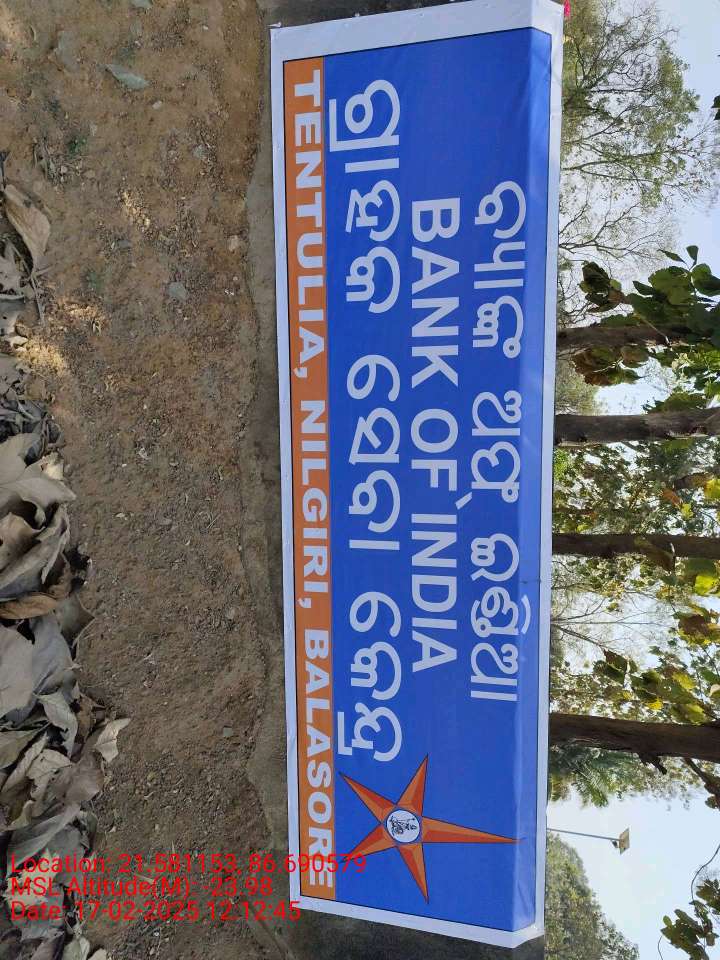 ବ୍ୟାଙ୍କ ଅଫ୍ ଇଣ୍ଡିଆ
BANK OF INDIA
ଗ୍ରାହକ ସେବା କେନ୍ଦ୍ର
TENTULIA, NILGIRI, BALASORE
Location: 21.581153, 86.690579
MSL Altitude(M): -23.98
Date: 17-02-2025 12:12:45